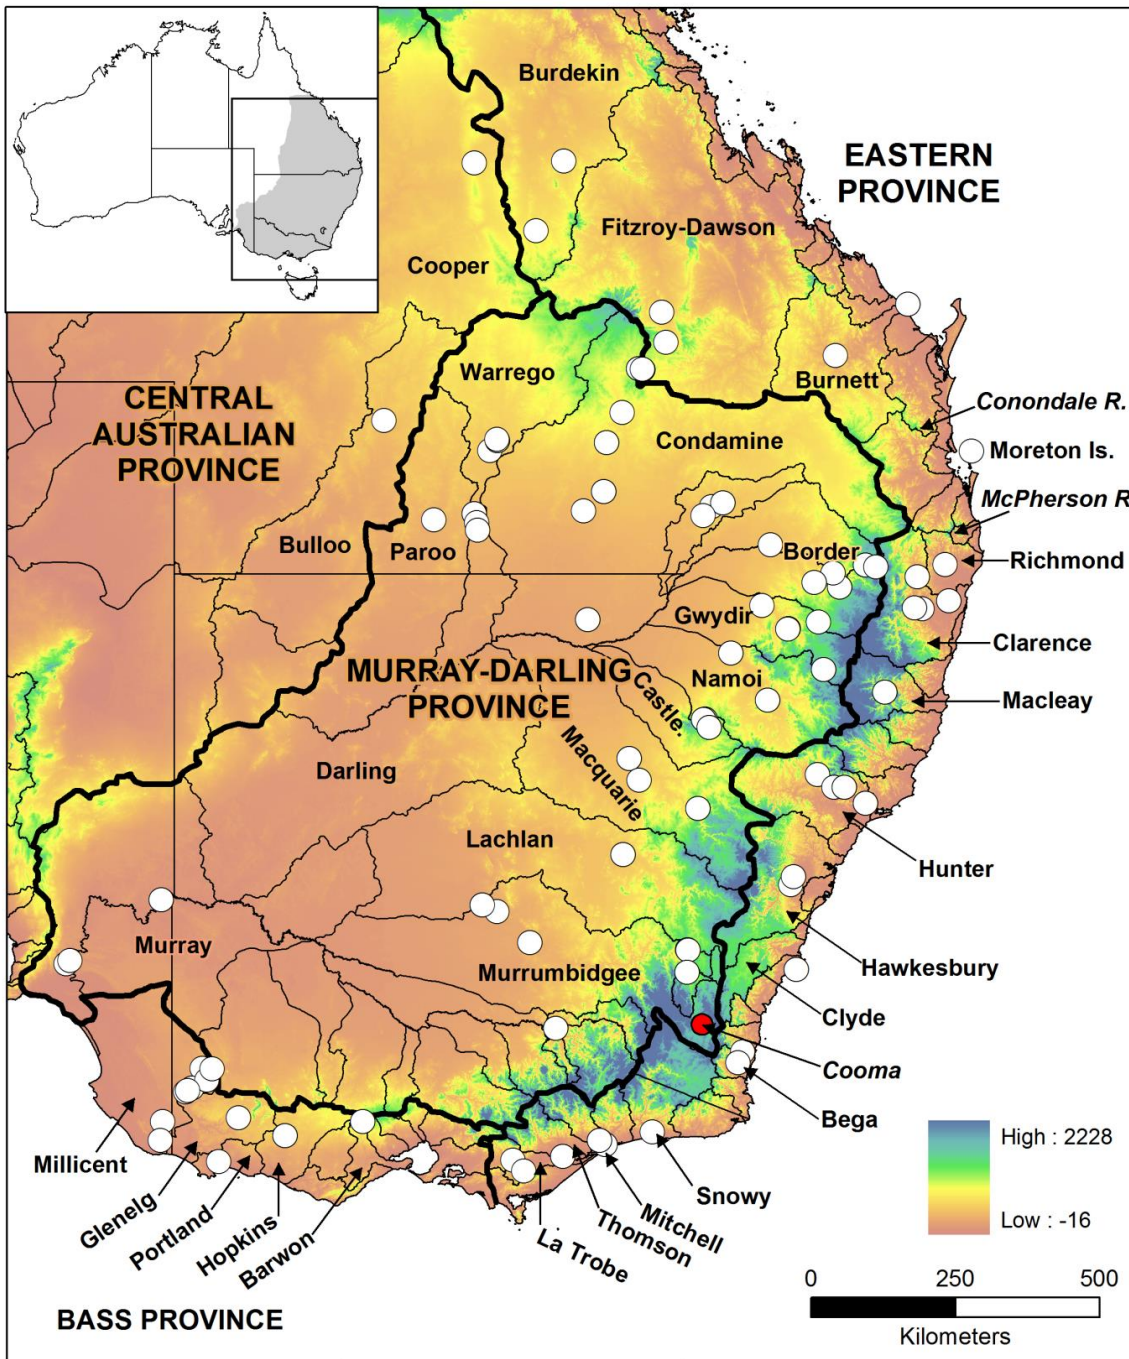 Burdekin
EASTERN
PROVINCE
Fitzroy-Dawson
Cooper
Warrego
Burnett
CENTRAL
AUSTRALIAN
PROVINCE
Conondale R.
Condamine
Moreton Is.
McPherson R
Bulloo
Paroo
Border
Richmond
Gwydir
Clarence
MURRAY-DARLING
PROVINCE
Namoi
Castle.
Macleay
Macquarie
Darling
Lachlan
Hunter
Murray
Murrumbidgee
Hawkesbury
Clyde
Cooma
Bega
Millicent
Glenelg
Portland
Hopkins
Barwon
La Trobe
Thomson
Mitchell
Snowy
High : 2228
Low : -16
0 250 500
Kilometers
BASS PROVINCE